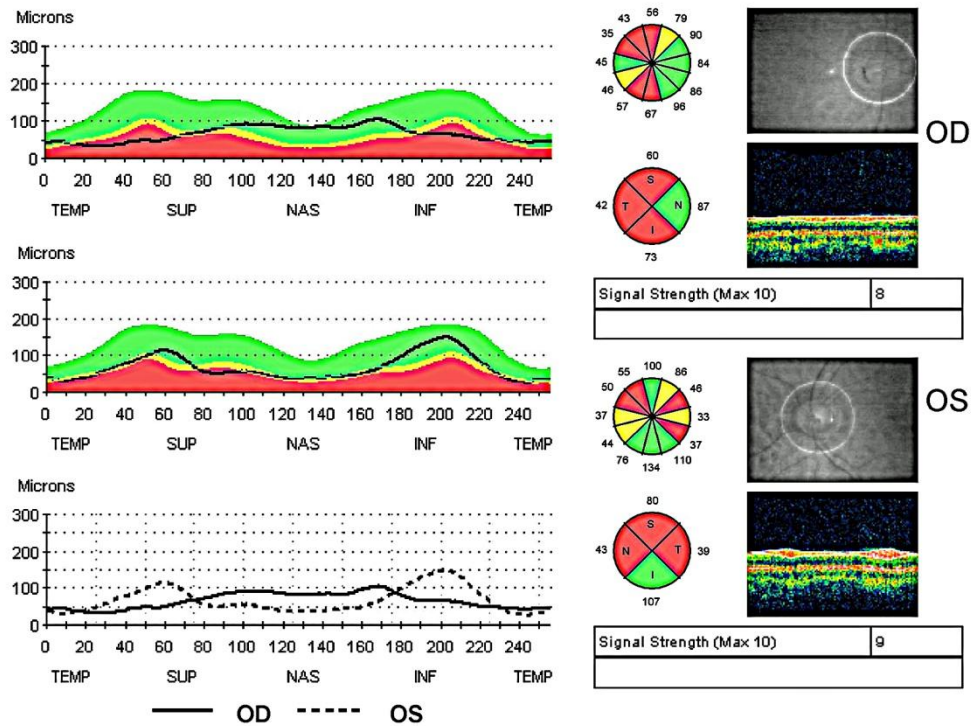 Microns
300
200
100
0
0 20 40 60 80 100 120 140 160 180 200 220 240
TEMP SUP NAS INF TEMP
56
43 79
35 90
45 84
46 86
57 96
67
60
S
42 T N 87
I
73
OD
Signal Strength (Max 10) 8
Microns
300
200
100
0
0 20 40 60 80 100 120 140 160 180 200 220 240
TEMP SUP NAS INF TEMP
100
55 86
50 46
37 33
44 37
76 110
134
80
S
43 N T 39
I
107
OS
Signal Strength (Max 10) 9
Microns
300
200
100
0
0 20 40 60 80 100 120 140 160 180 200 220 240
TEMP SUP NAS INF TEMP
OD OS